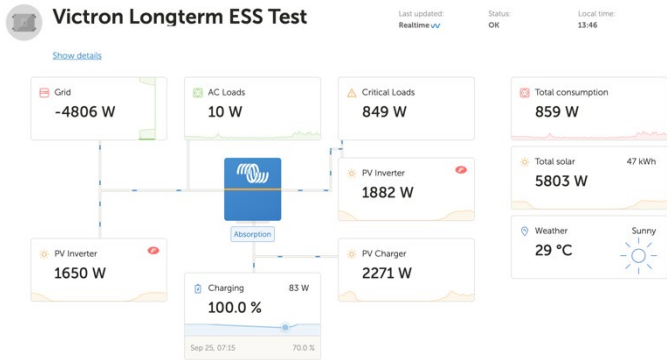 Victron Longterm ESS Test
Last updated:
Realtime
Status:
OK
Local time:
13:46
Show details
Grid
-4806 W
AC Loads
10 W
Critical Loads
849 W
Total consumption
859 W
PV Inverter
1882 W
Total solar
47 kWh
5803 W
Absorption
Weather
Sunny
29 °C
PV Inverter
1650 W
PV Charger
2271 W
Charging
83 W
100.0 %
Sep 25, 07:15
70.0 %